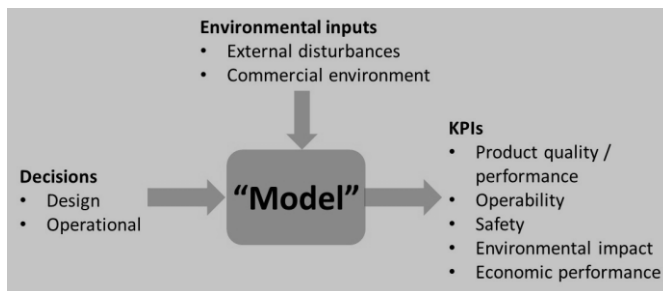 Environmental inputs
• External disturbances
• Commercial environment
KPIs
• Product quality /
performance
• Operability
• Safety
• Environmental impact
• Economic performance
Decisions
• Design
• Operational
“Model”